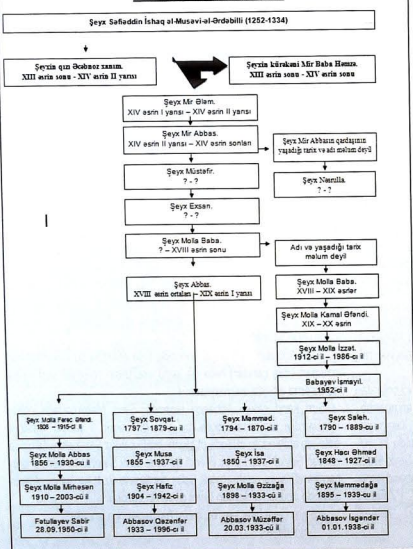 Şeyx Səfiəddin İshaq əl-Musəvi-əl-Ərdəbilli (1252-1334)
Şeyxin qızı Əcəbnoz xanım.
XIII əsrin sonu - XIV əsrin II yarısı
Şeyxin kürəkəni Mir Baba Həmzə.
XIII əsrin sonu - XIV əsrin sonu
Şeyx Mir Ələm.
XIV əsrin I yarısı – XIV əsrin II yarısı
Şeyx Mir Abbas.
XIV əsrin II yarısı – XIV əsrin sonları
Şeyx Mir Abbasın qardaşının
yaşadığı tarix və adı məlum deyil
Şeyx Müstəfir.
? - ?
Şeyx Nəsrulla.
? - ?
Şeyx Exsan.
? - ?
Şeyx Molla Baba.
? – XVIII əsrin sonu
Adı və yaşadığı tarix
məlum deyil
Şeyx Abbas.
XVIII əsrin ortaları – XIX əsrin I yarısı
Şeyx Molla Baba.
XVIII – XIX əsrlər
Şeyx Molla Kamal Əfəndi.
XIX – XX əsrin
Şeyx Molla İzzət.
1912-ci il – 1986-cı il
Babayev İsmayıl.
1952-ci il
Şeyx Molla Fərəc Əfəndi.
1915-ci il
Şeyx Sovqat.
1797 – 1879-cu il
Şeyx Məmməd.
1794 – 1870-ci il
Şeyx Saleh.
1790 – 1889-cu il
Şeyx Molla Abbas
1856 – 1930-cu il
Şeyx Musa
1855 – 1937-ci il
Şeyx İsa
1850 – 1937-ci il
Şeyx Hacı Əhməd
1848 – 1927-ci il
Şeyx Molla Mirhəsən
1910 – 2003-cü il
Şeyx Hafiz
1904 – 1942-ci il
Şeyx Molla Əzizağa
1898 – 1933-cü il
Şeyx Məmmədağa
1895 – 1939-cu il
Fətullayev Sabir
28.09.1950-ci il
Abbasov Qəzənfər
1933 – 1996-cı il
Abbasov Müzəffər
20.03.1933-cü il
Abbasov İsgəndər
01.01.1938-ci il